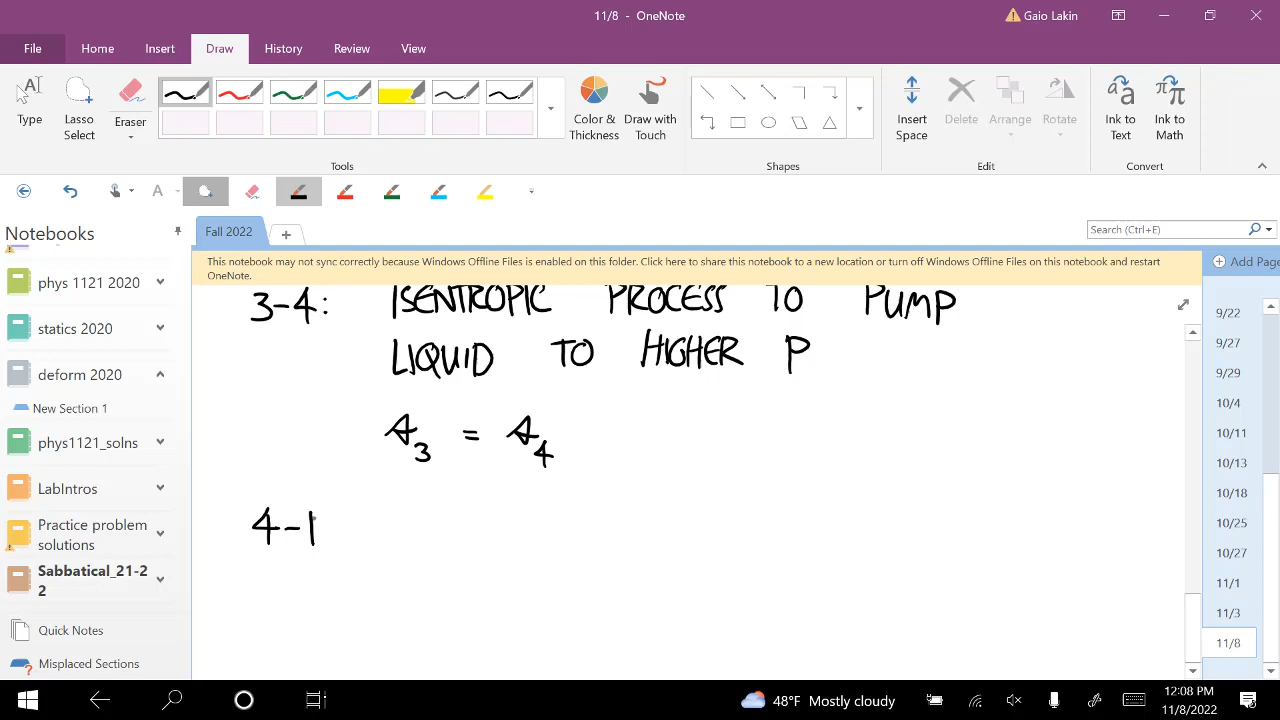 11/8 - OneNote
Gaio Lakin
File Home Insert Draw History Review View
Type
Lasso Select
Eraser
Color & Thickness
Draw with Touch
Insert Space
Delete
Arrange
Rotate
Ink to Text
Ink to Math
Tools Shapes Edit Convert
A
Notebooks
Fall 2022
+
Search (Ctrl+E)
This notebook may not sync correctly because Windows Offline Files is enabled on this folder. Click here to share this notebook to a new location or turn off Windows Offline Files on this notebook and restart
OneNote.
Add Page
phys 1121 2020
statics 2020
deform 2020
New Section 1
phys1121_solns
LabIntros
Practice problem
solutions
Sabbatical_21-2
2
Quick Notes
Misplaced Sections
3-4: ISENTROPIC PROCESS TO PUMP
LIQUID TO HIGHER P
s3 = s4
4-1
9/22
9/27
9/29
10/4
10/11
10/13
10/18
10/25
10/27
11/1
11/3
11/8
48°F Mostly cloudy
12:08 PM
11/8/2022